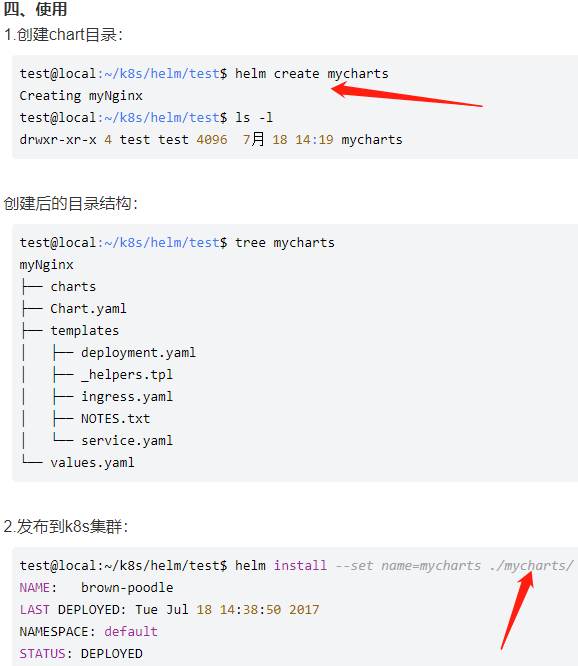 四、使用
1.创建chart目录：
test@local:~/k8s/helm/test$ helm create mycharts
Creating myNginx
test@local:~/k8s/helm/test$ ls -l
drwxr-xr-x 4 test test 4096  7月 18 14:19 mycharts
创建后的目录结构：
test@local:~/k8s/helm/test$ tree mycharts
myNginx
├── charts
├── Chart.yaml
├── templates
│   ├── deployment.yaml
│   ├── _helpers.tpl
│   ├── ingress.yaml
│   ├── NOTES.txt
│   └── service.yaml
└── values.yaml
2.发布到k8s集群：
test@local:~/k8s/helm/test$ helm install --set name=mycharts ./mycharts/
NAME:   brown-poodle
LAST DEPLOYED: Tue Jul 18 14:38:50 2017
NAMESPACE: default
STATUS: DEPLOYED